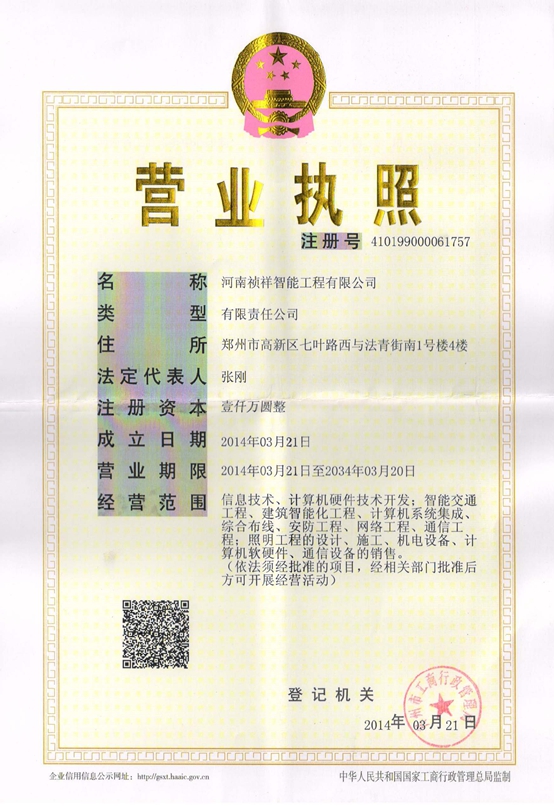 营业执照
注册号 410199000061757
名称 河南祯祥智能工程有限公司
类型 有限责任公司
住所 郑州市高新区七叶路西与法青街南1号楼4楼
法定代表人 张刚
注册资本 壹仟万圆整
成立日期 2014年03月21日
营业期限 2014年03月21日至2034年03月20日
经营范围 信息技术、计算机硬件技术开发；智能交通
工程、建筑智能化工程、计算机系统集成、
综合布线、安防工程、网络工程、通信工
程；照明工程的设计、施工、机电设备、计
算机软硬件、通信设备的销售。
（依法须经批准的项目，经相关部门批准后
方可开展经营活动）
登记机关
州市工商行政管理
2014年 03月 21日
企业信用信息公示网址：http://gsxt.haaic.gov.cn
中华人民共和国国家工商行政管理总局监制